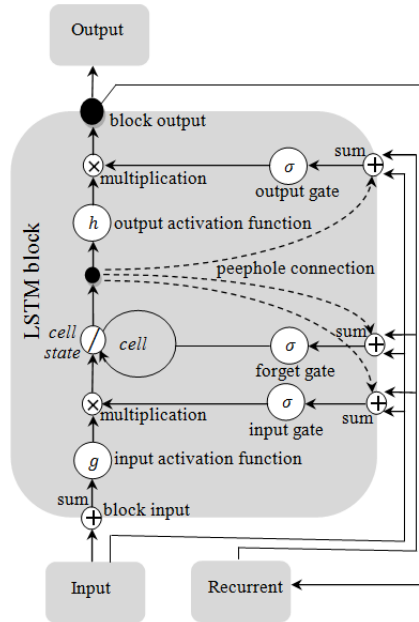 Output
block output
sum
+
σ
×
multiplication
output gate
h
output activation function
peephole connection
LSTM block
cell
state
cell
sum
+
σ
forget gate
×
multiplication
σ
+
sum
input gate
g
input activation function
sum
+
block input
Input
Recurrent